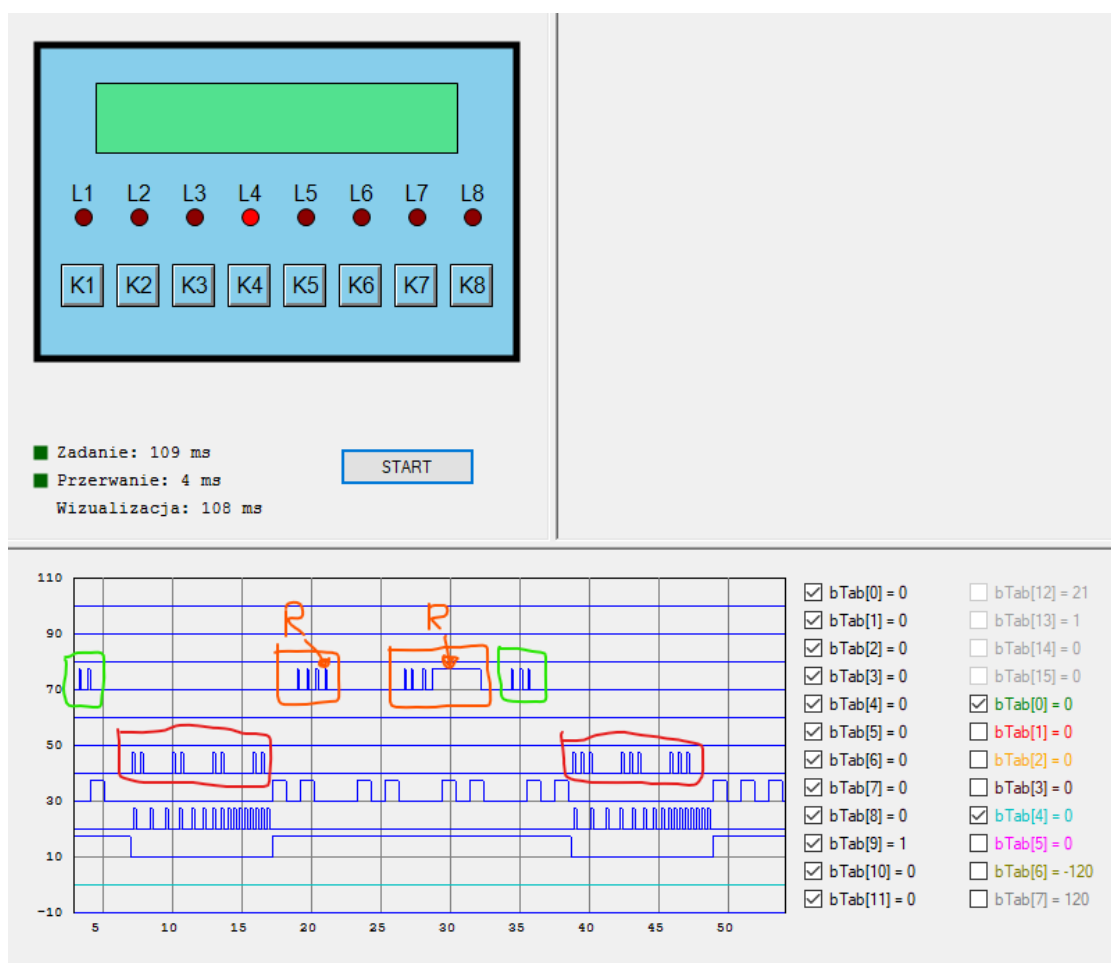 L1 L2 L3 L4 L5 L6 L7 L8
K1 K2 K3 K4 K5 K6 K7 K8
Zadanie: 109 ms
Przerwanie: 4 ms
Wizualizacja: 108 ms
START
110
90
70
50
30
10
-10
5 10 15 20 25 30 35 40 45 50
R R
bTab[0] = 0
bTab[1] = 0
bTab[2] = 0
bTab[3] = 0
bTab[4] = 0
bTab[5] = 0
bTab[6] = 0
bTab[7] = 0
bTab[8] = 0
bTab[9] = 1
bTab[10] = 0
bTab[11] = 0
bTab[12] = 21
bTab[13] = 1
bTab[14] = 0
bTab[15] = 0
bTab[0] = 0
bTab[1] = 0
bTab[2] = 0
bTab[3] = 0
bTab[4] = 0
bTab[5] = 0
bTab[6] = -120
bTab[7] = 120